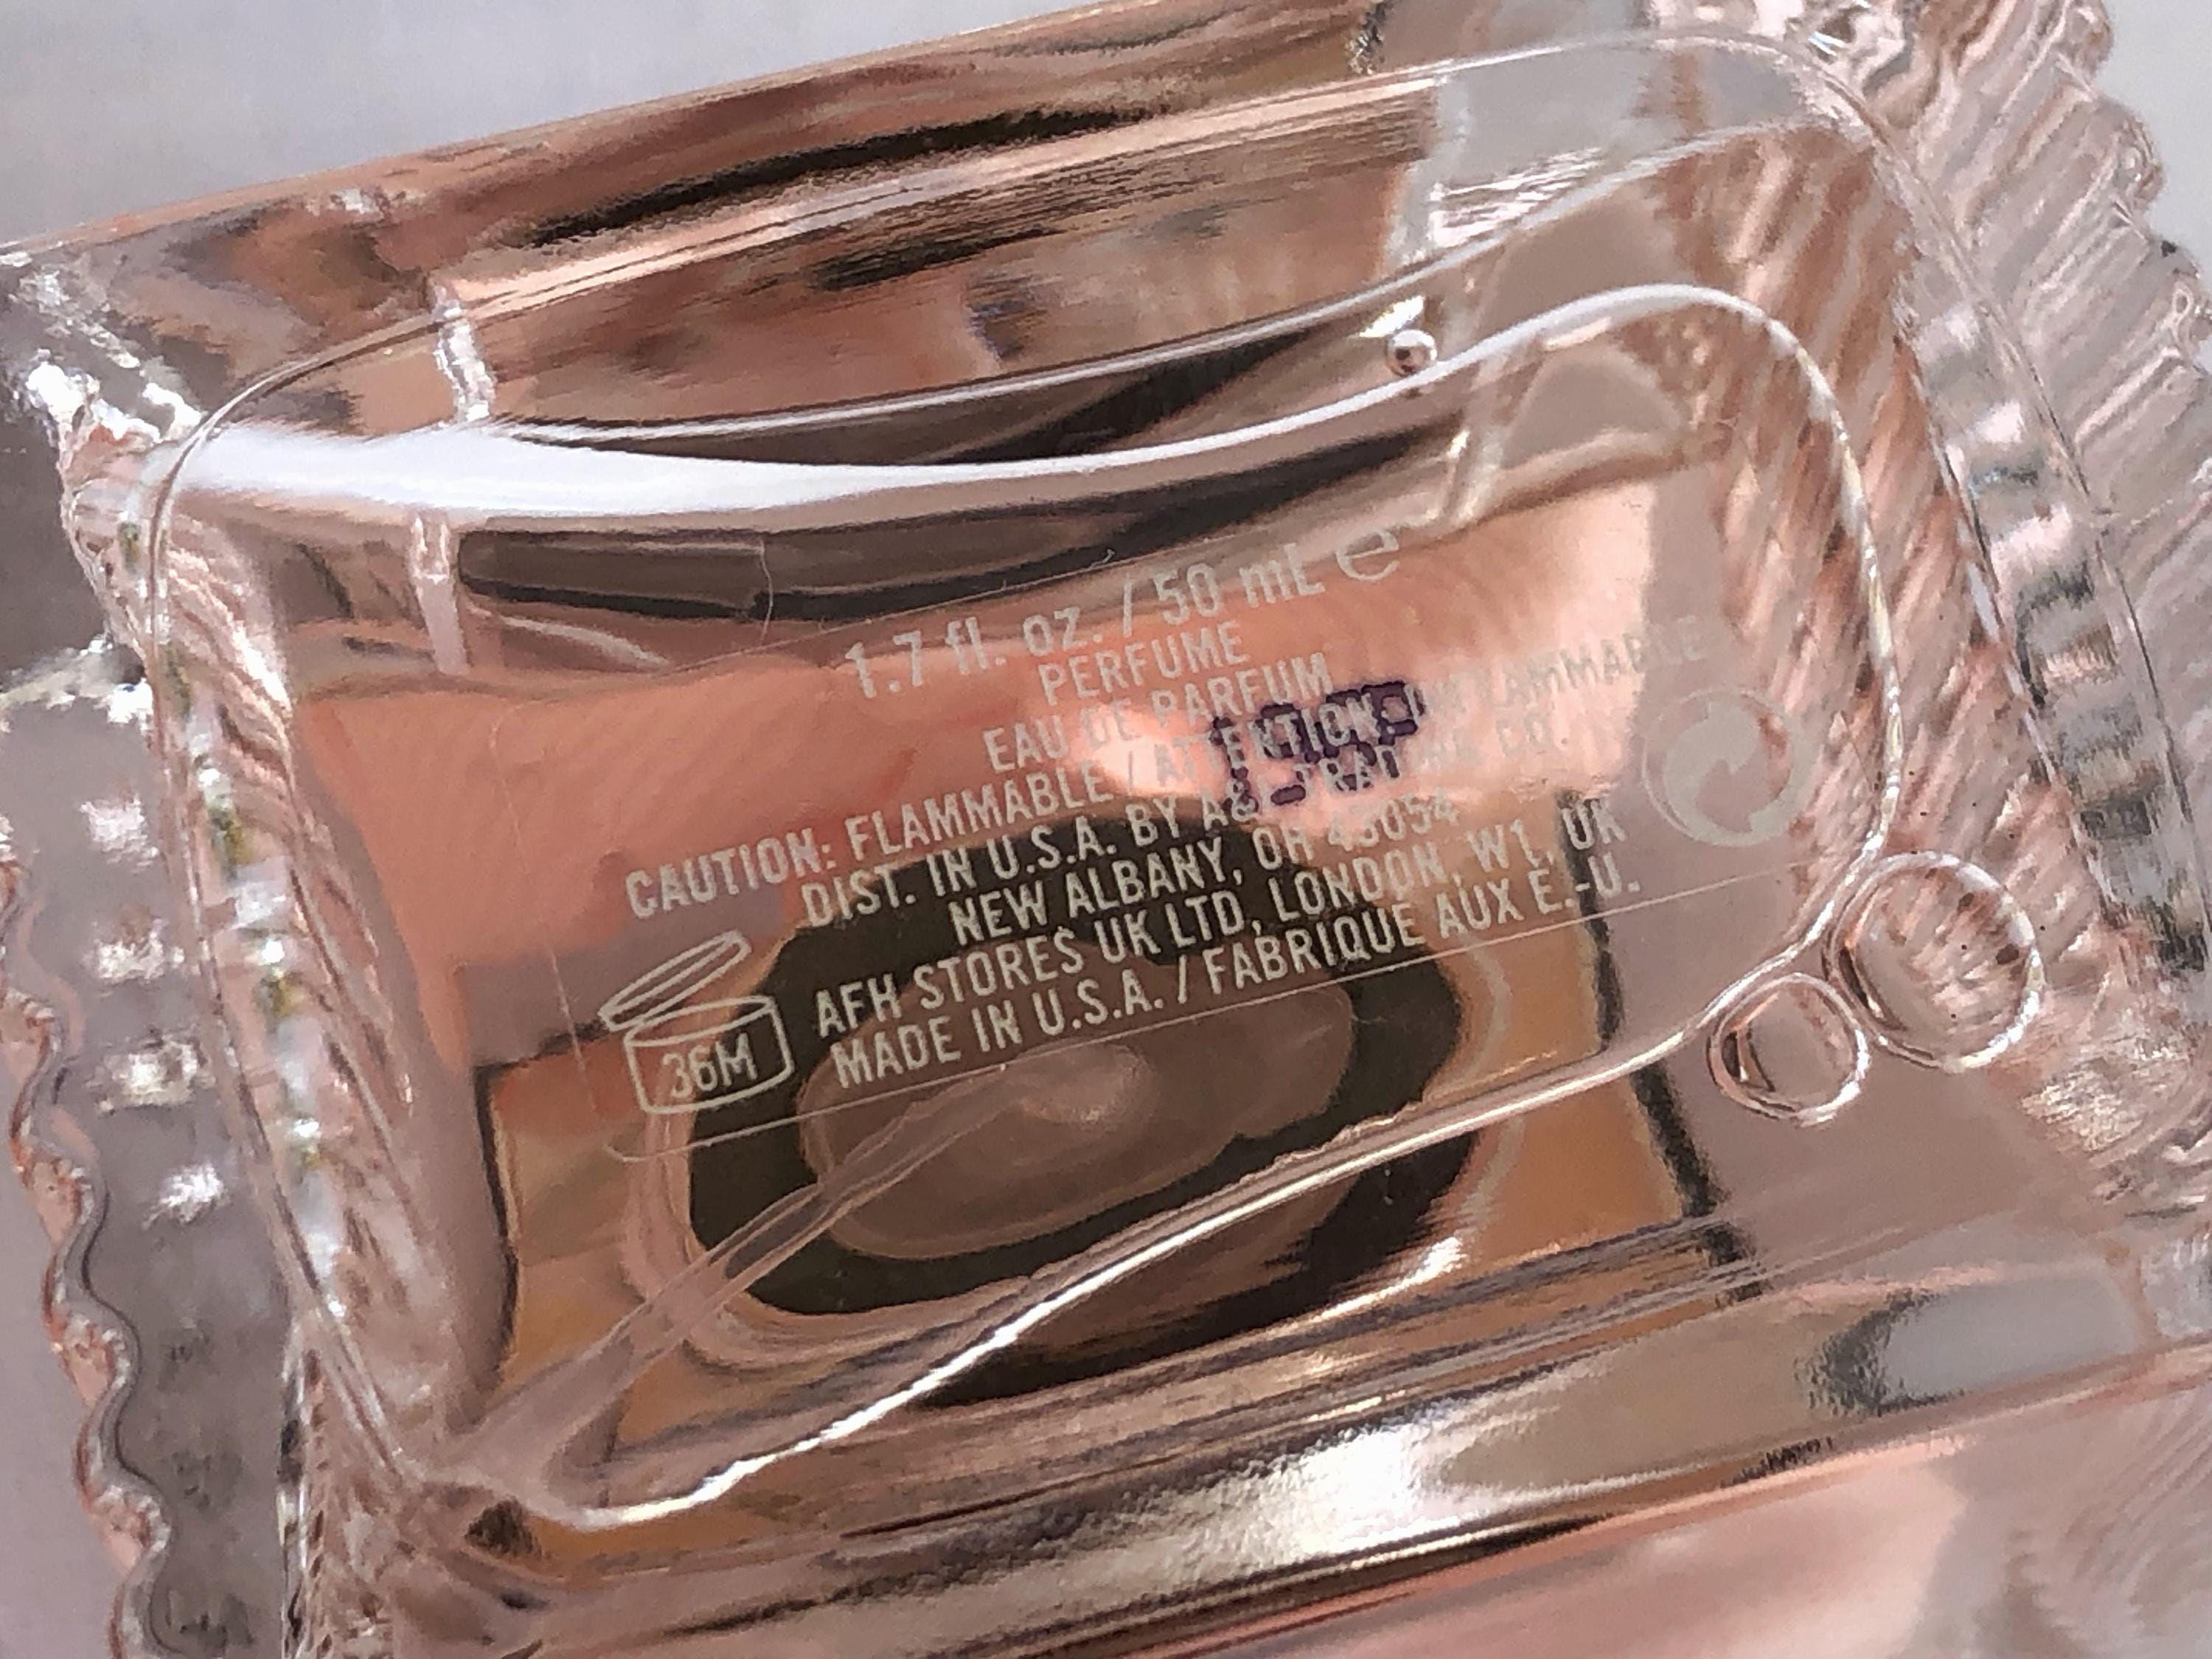 1.7 fl. oz. / 50 mL ℮
PERFUME
EAU DE PARFUM
CAUTION: FLAMMABLE / ATTENTION: INFLAMMABLE
DIST. IN U.S.A. BY A& TRADING CO.
NEW ALBANY, OH 43054
AFH STORES UK LTD, LONDON, W1, UK
MADE IN U.S.A. / FABRIQUE AUX E.-U.
36M